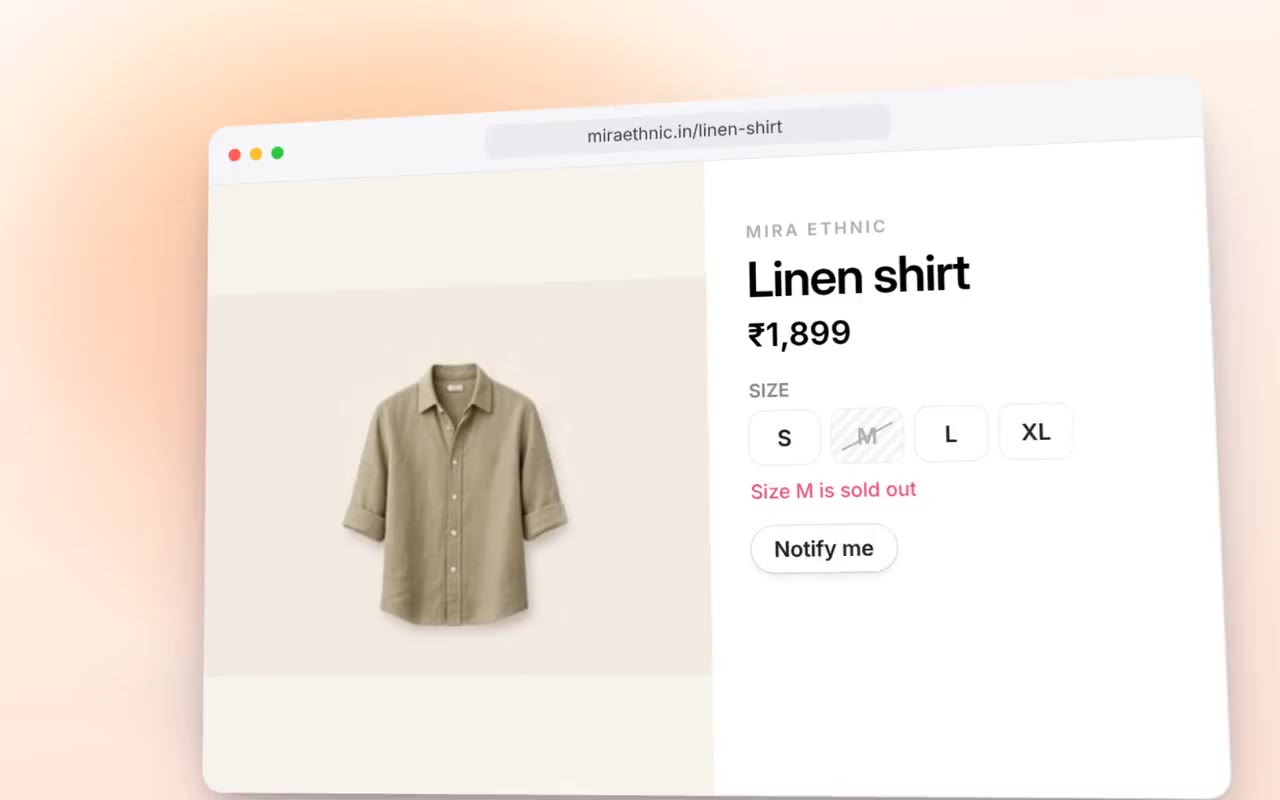 miraethnic.in/linen-shirt
MIRA ETHNIC
Linen shirt
₹1,899
SIZE
S M L XL
Size M is sold out
Notify me